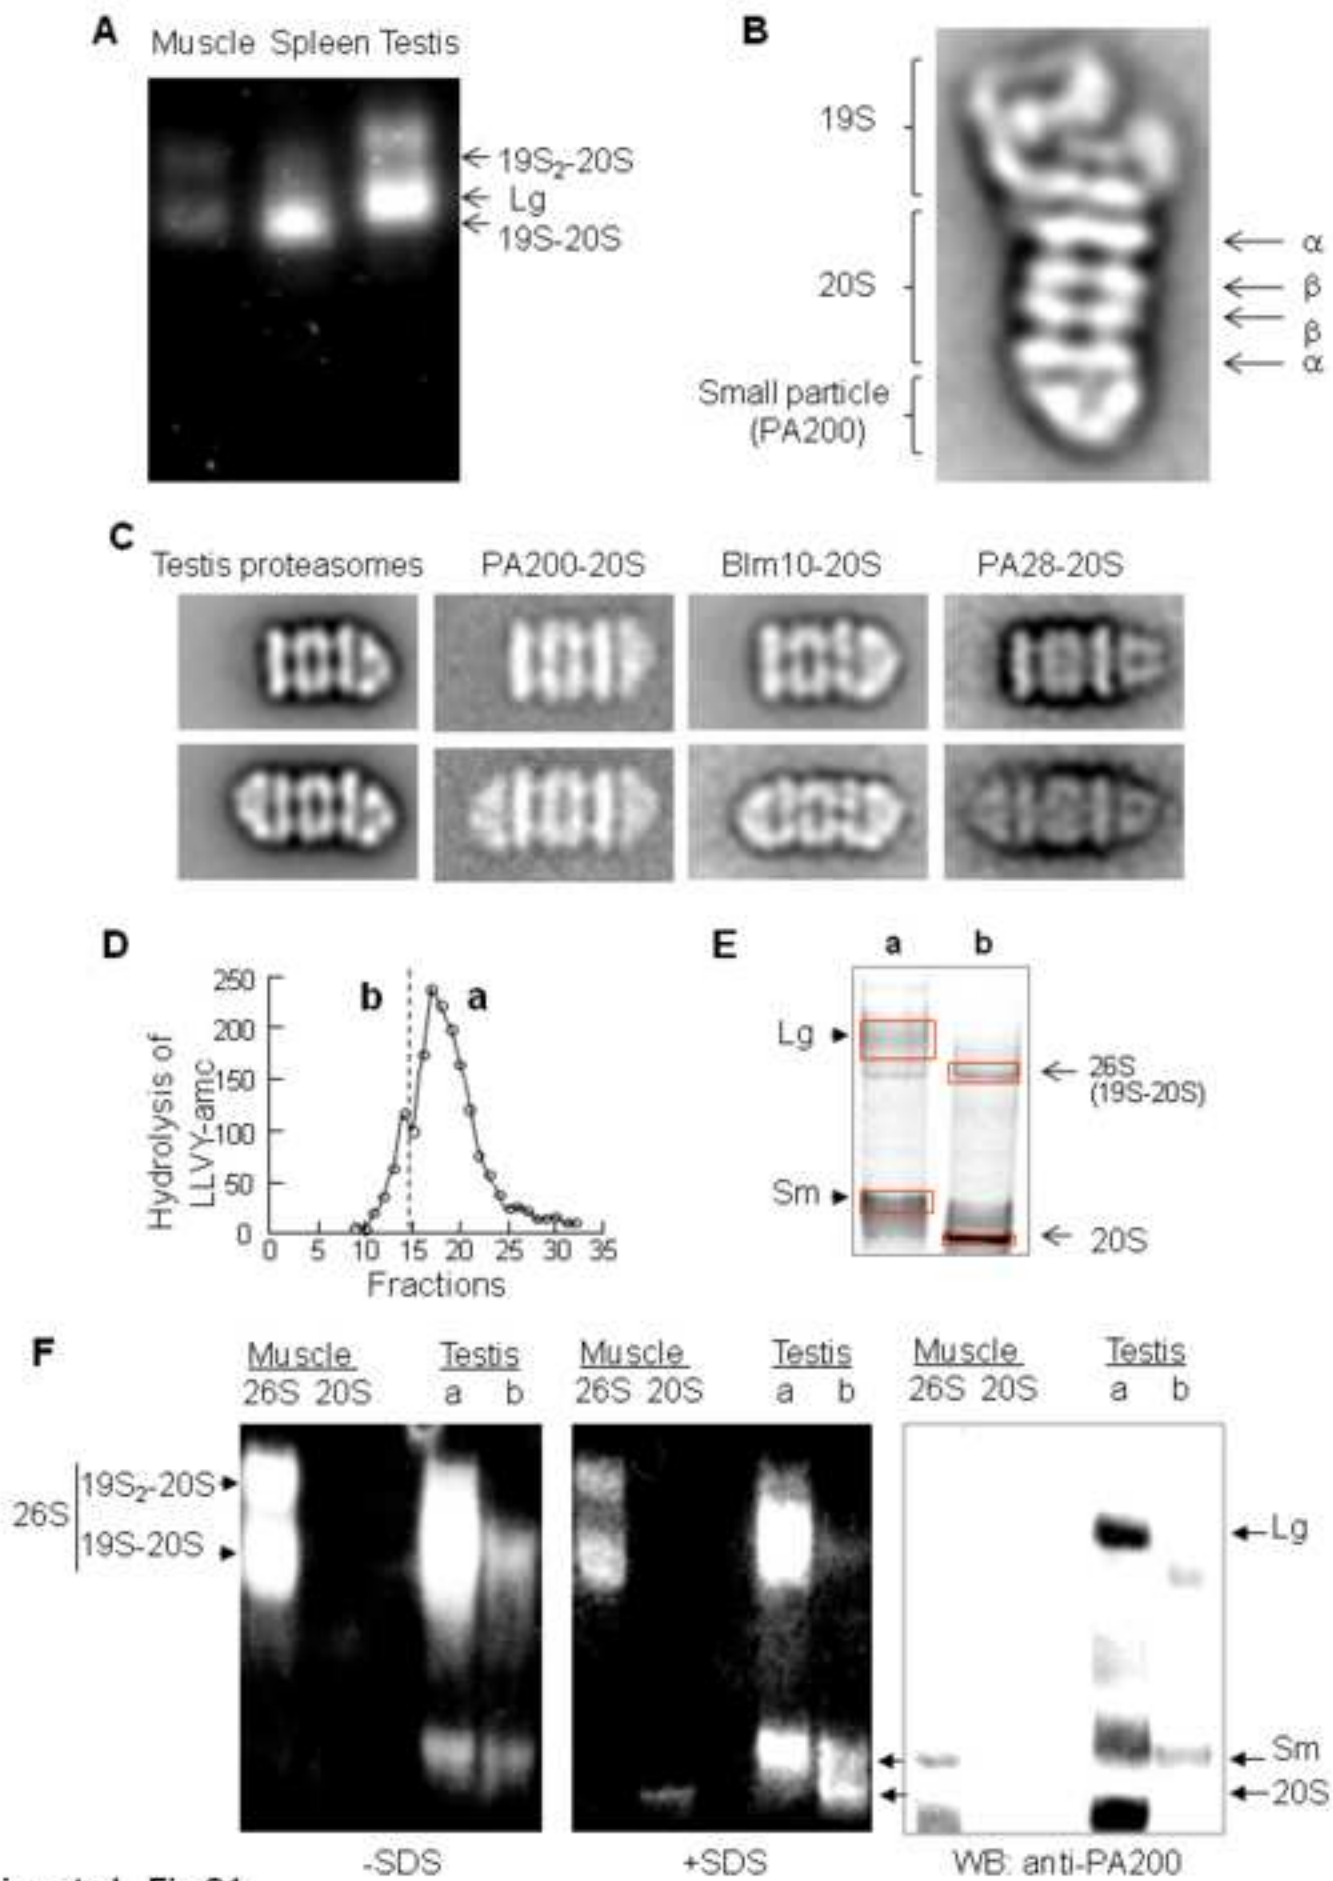 A
Muscle Spleen Testis
19S₂-20S
Lg
19S-20S
B
19S
20S
Small particle
(PA200)
α
β
β
α
C
Testis proteasomes PA200-20S Blm10-20S PA28-20S
D
b a
Hydrolysis of
LLVY-amc
250
200
150
100
50
0
0 5 10 15 20 25 30 35
Fractions
E
a b
Lg
Sm
26S
(19S-20S)
20S
F
Muscle Testis Muscle Testis Muscle Testis
26S 20S a b 26S 20S a b 26S 20S a b
26S
19S₂-20S
19S-20S
Lg
Sm
20S
-SDS +SDS WB: anti-PA200